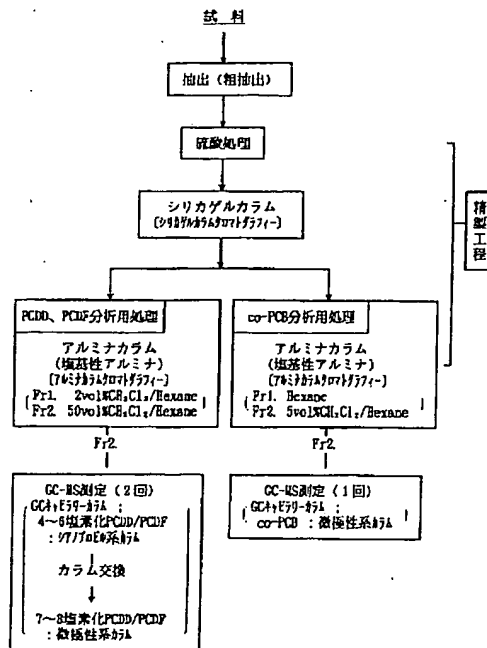 試 料
抽出（粗抽出）
硫酸処理
シリカゲルカラム
[シリカゲルカラムクロマトグラフィー]
精製工程
PCDD、PCDF分析用処理
アルミナカラム
(塩基性アルミナ)
[アルミナカラムクロマトグラフィー]
Fr1. 2vol%CH₂Cl₂/Hexane
Fr2. 50vol%CH₂Cl₂/Hexane
Fr2.
GC-MS測定（2回）
GCキャピラリーカラム ;
4～6塩素化PCDD/PCDF
: シアノプロピル系カラム
カラム交換
7～8塩素化PCDD/PCDF
: 微極性系カラム
co-PCB分析用処理
アルミナカラム
(塩基性アルミナ)
[アルミナカラムクロマトグラフィー]
Fr1. Hexane
Fr2. 5vol%CH₂Cl₂/Hexane
Fr2.
GC-MS測定（1回）
GCキャピラリーカラム ;
co-PCB : 微極性系カラム